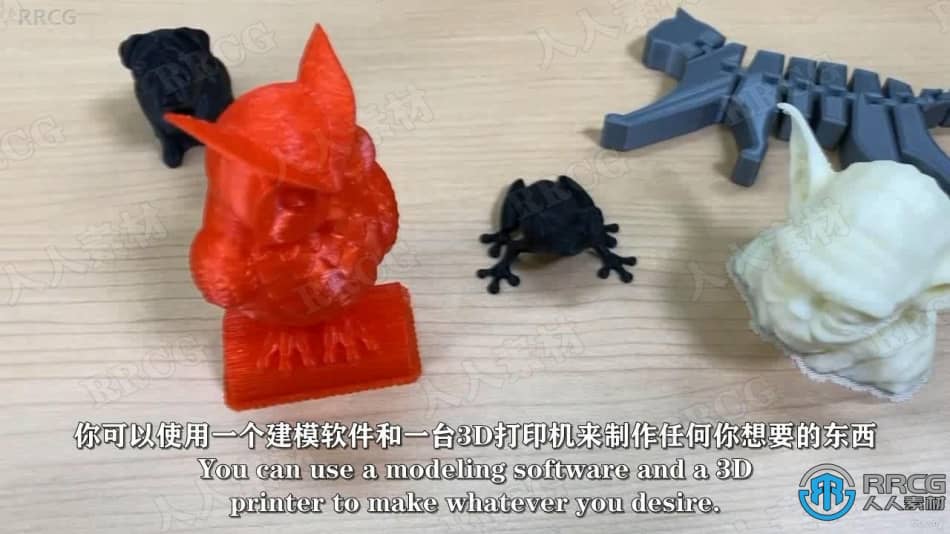 RRCG
你可以使用一个建模软件和一台3D打印机来制作任何你想要的东西
You can use a modeling software and a 3D
printer to make whatever you desire.
RRCG
人人素材